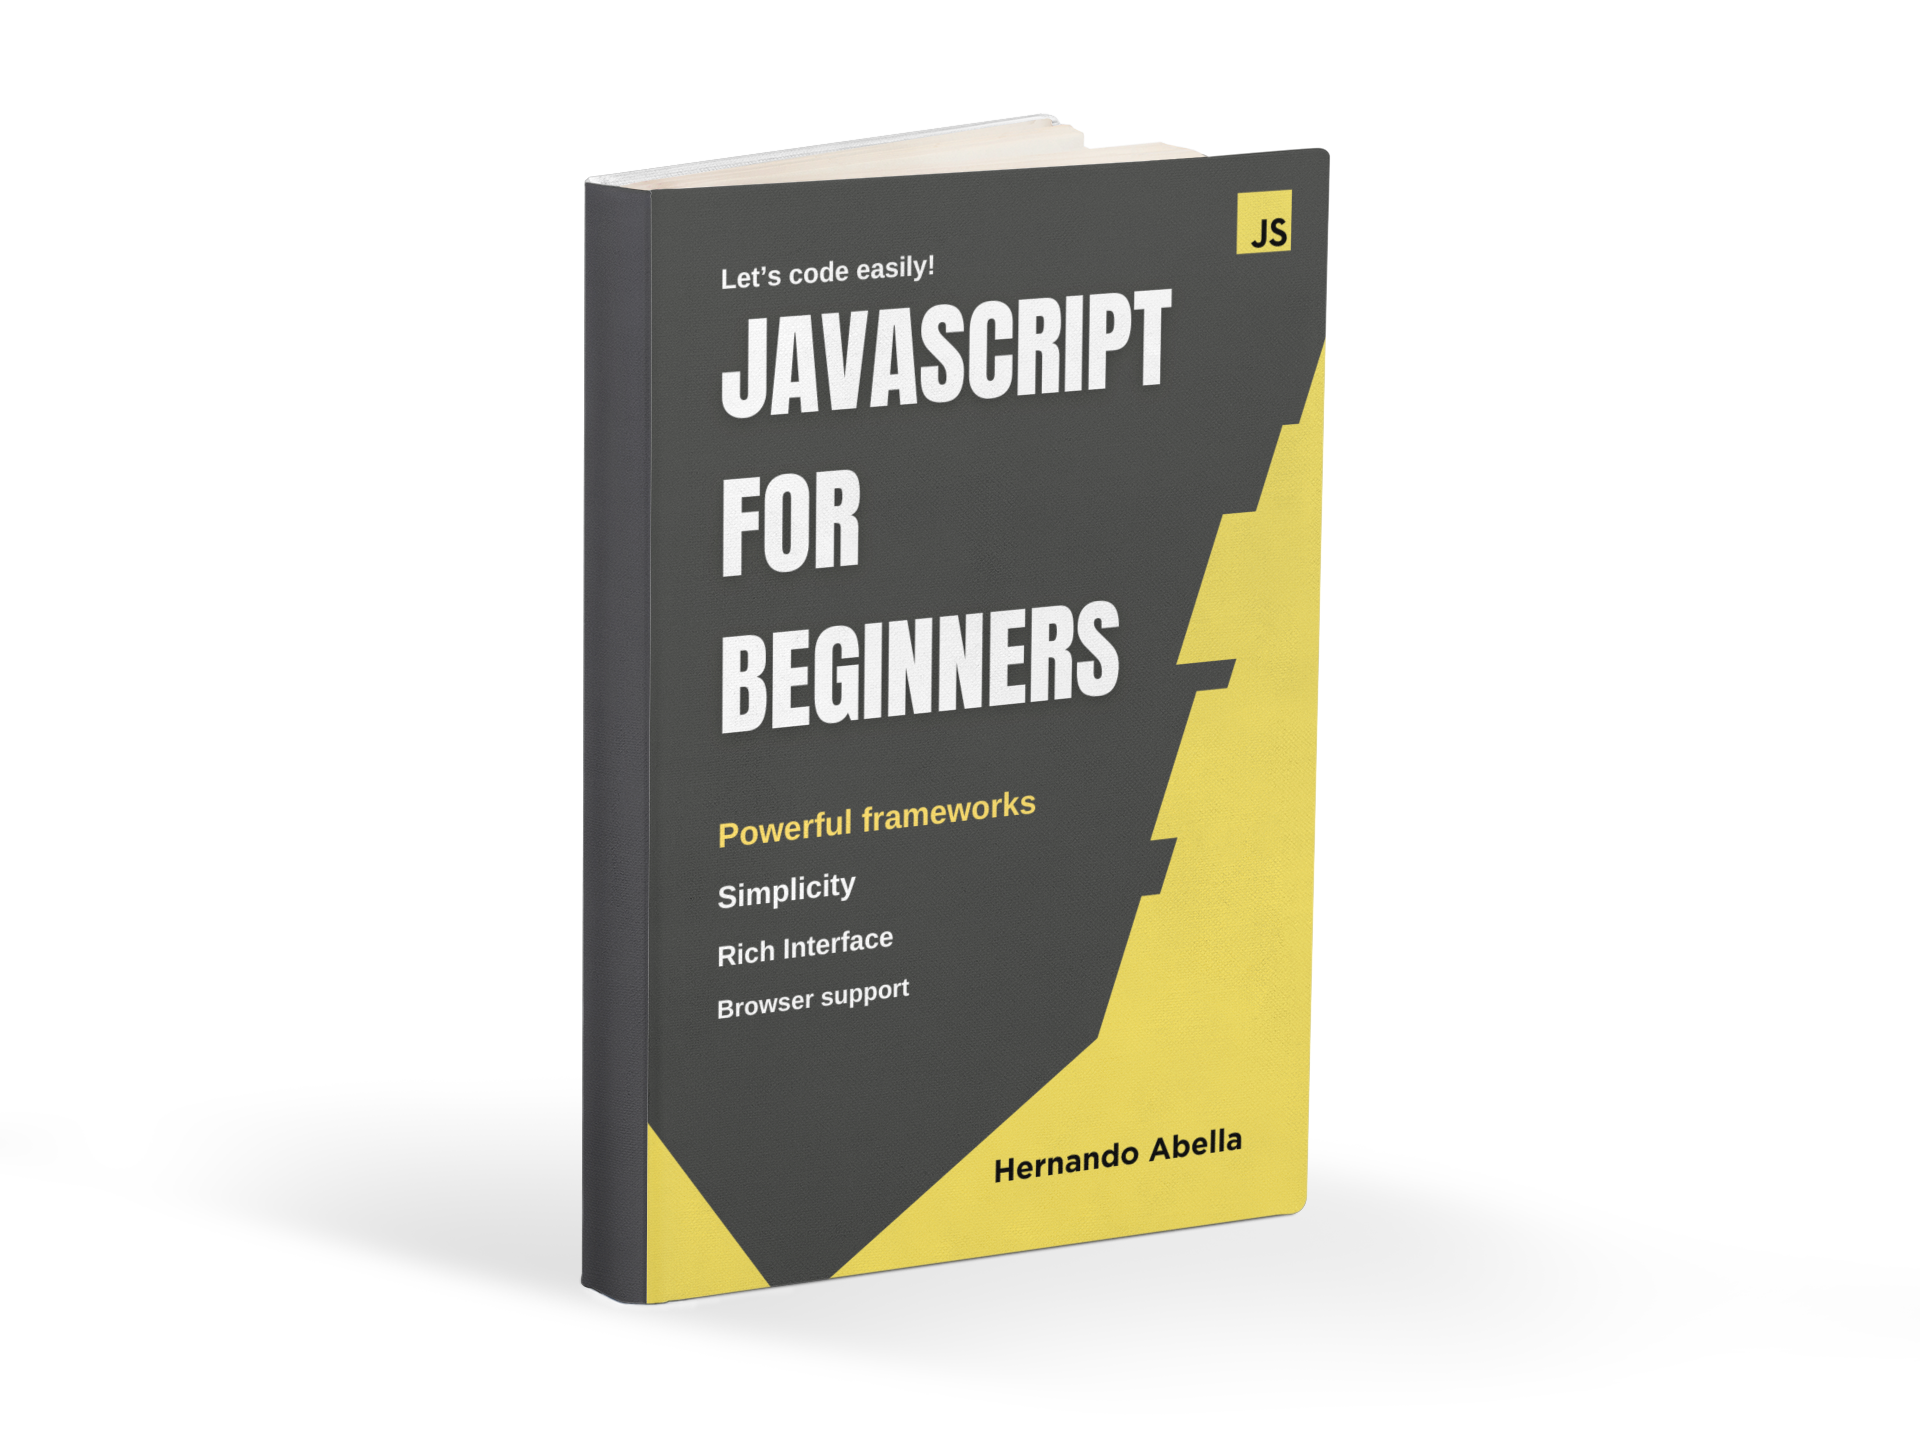 JS
Let’s code easily!
JAVASCRIPT
FOR
BEGINNERS
Powerful frameworks
Simplicity
Rich Interface
Browser support
Hernando Abella